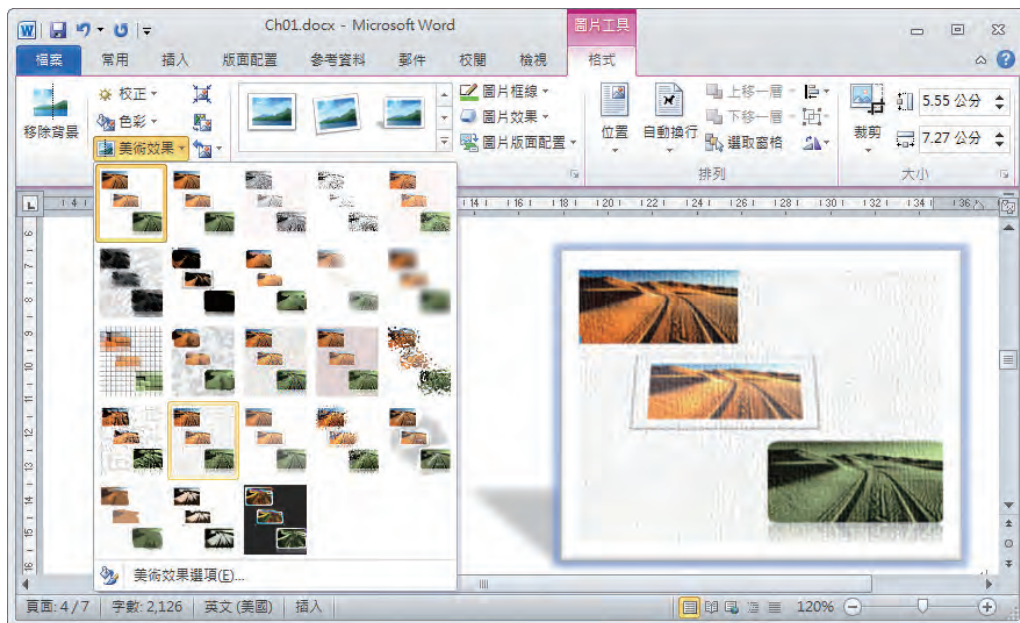 Ch01.docx - Microsoft Word
圖片工具
檔案 常用 插入 版面配置 參考資料 郵件 校閱 檢視 格式
移除背景
校正
色彩
美術效果
圖片框線
圖片效果
圖片版面配置
位置
自動換行
上移一層
下移一層
選取窗格
排列
裁剪
5.55 公分
7.27 公分
大小
美術效果選項(E)...
頁面: 4 / 7 字數: 2,126 英文 (美國) 插入 120%